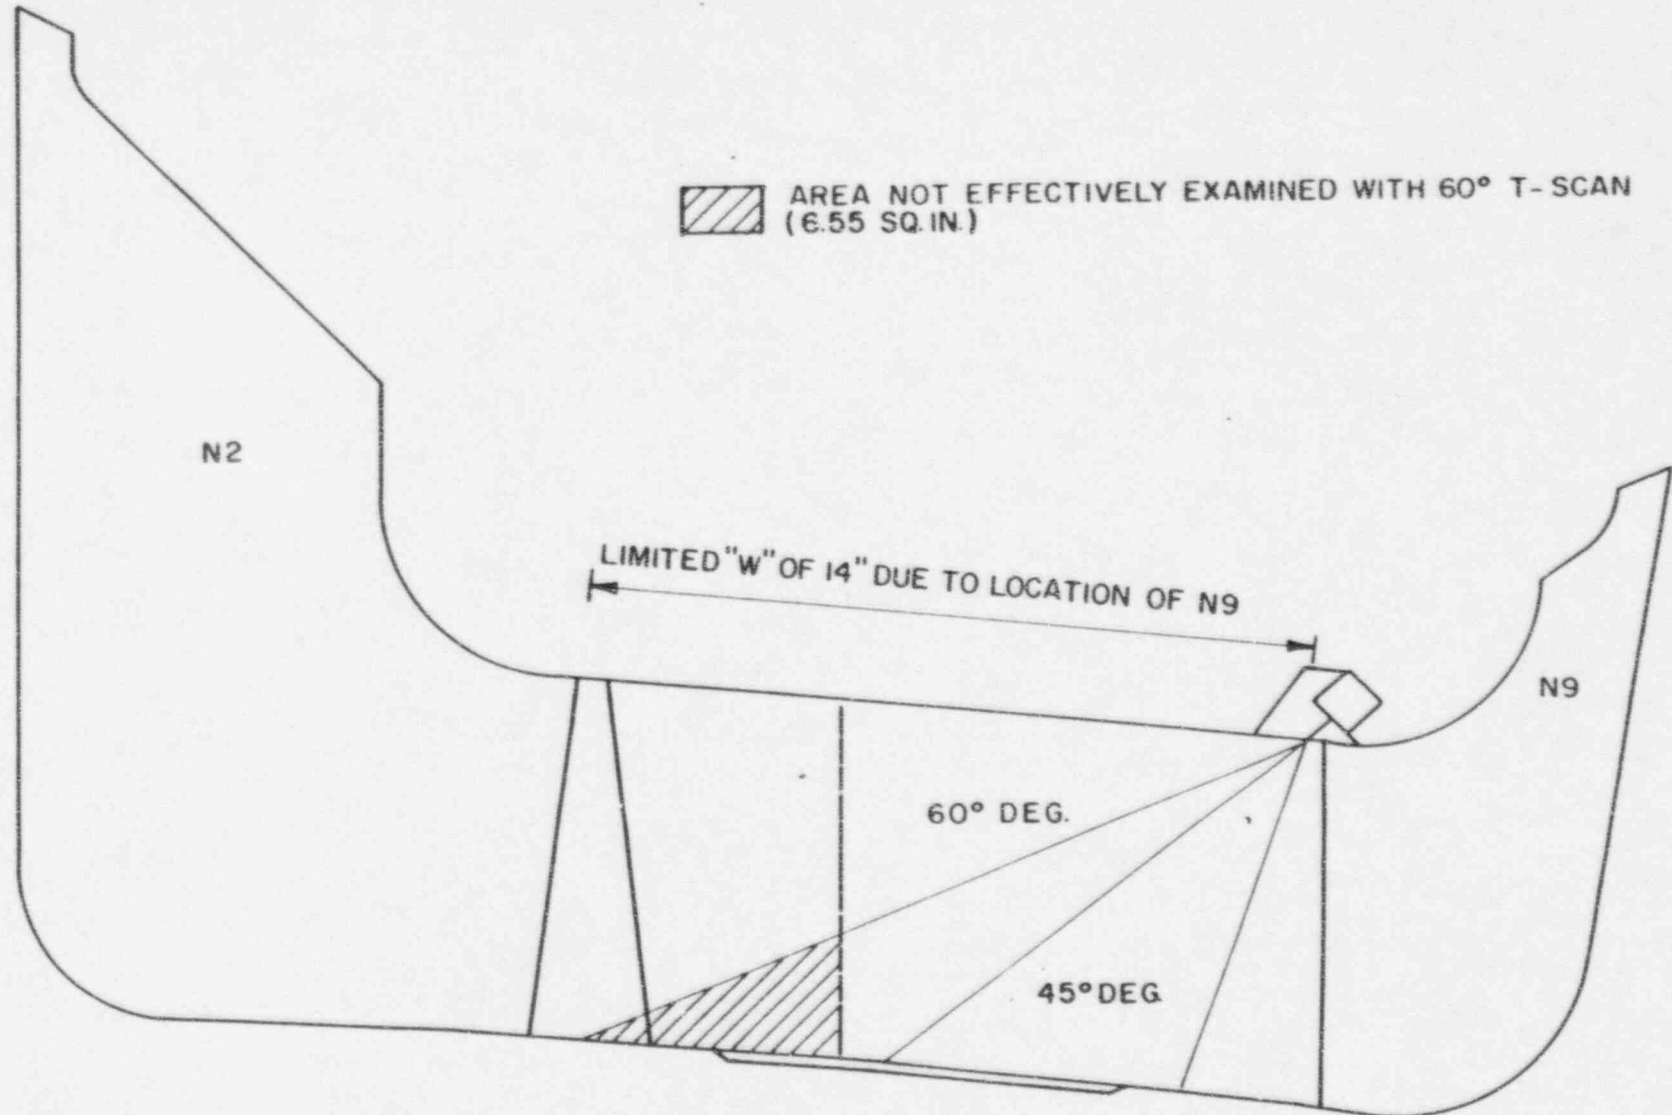 AREA NOT EFFECTIVELY EXAMINED WITH 60° T-SCAN
(6.55 SQ. IN.)
N2
LIMITED "W" OF 14" DUE TO LOCATION OF N9
N9
60° DEG.
45° DEG.